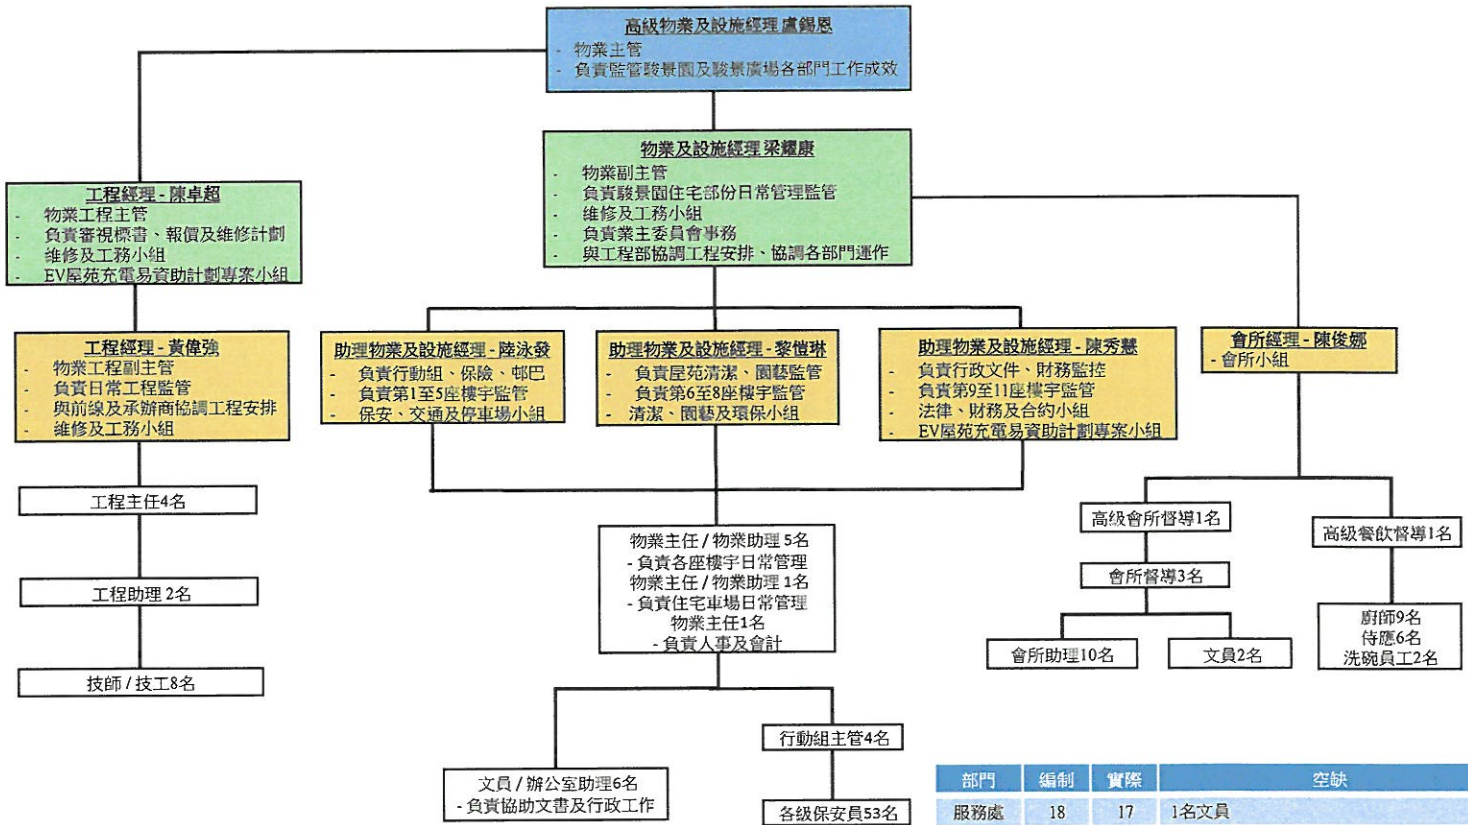 高級物業及設施經理 盧錫恩
- 物業主管
- 負責監管駿景園及駿景廣場各部門工作成效
物業及設施經理 梁耀康
- 物業副主管
- 負責駿景園住宅部份日常管理監管
- 維修及工務小組
- 負責業主委員會事務
- 與工程部協調工程安排、協調各部門運作
工程經理 - 陳卓超
- 物業工程主管
- 負責審視標書、報價及維修計劃
- 維修及工務小組
- EV屋苑充電易資助計劃專案小組
工程經理 - 黃偉強
- 物業工程副主管
- 負責日常工程監管
- 與前線及承辦商協調工程安排
- 維修及工務小組
助理物業及設施經理 - 陸泳發
- 負責行動組、保險、邨巴
- 負責第1至5座樓宇監管
- 保安、交通及停車場小組
助理物業及設施經理 - 黎愷琳
- 負責屋苑清潔、園藝監管
- 負責第6至8座樓宇監管
- 清潔、園藝及環保小組
助理物業及設施經理 - 陳秀慧
- 負責行政文件、財務監控
- 負責第9至11座樓宇監管
- 法律、財務及合約小組
- EV屋苑充電易資助計劃專案小組
會所經理 - 陳俊娜
- 會所小組
工程主任4名
工程助理 2名
技師 / 技工8名
物業主任 / 物業助理 5名
- 負責各座樓宇日常管理
物業主任 / 物業助理 1名
- 負責住宅車場日常管理
物業主任1名
- 負責人事及會計
文員 / 辦公室助理6名
- 負責協助文書及行政工作
行動組主管4名
各級保安員53名
高級會所督導1名
會所督導3名
會所助理10名
文員2名
高級餐飲督導1名
廚師9名
侍應6名
洗碗員工2名
部門 編制 實際 空缺
服務處 18 17 1名文員